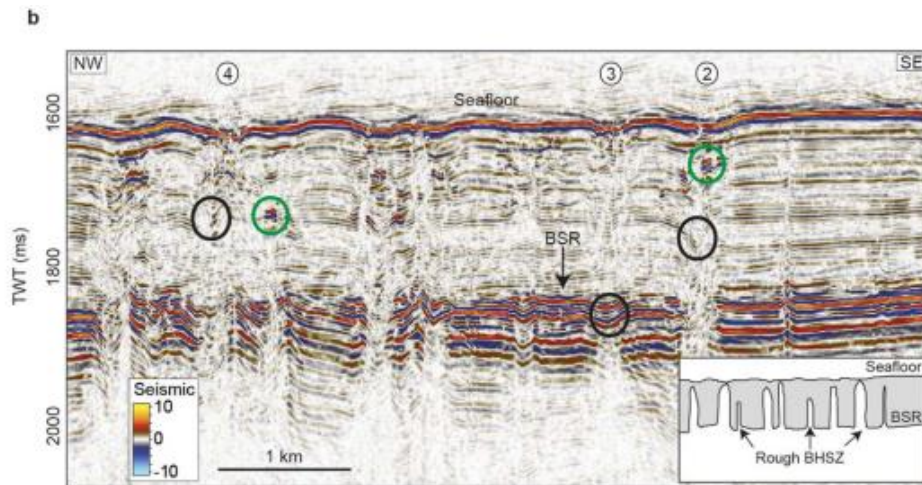 b
NW
4
3
2
SE
Seafloor
1600
1800
2000
TWT (ms)
BSR
Seismic
10
0
-10
1 km
Seafloor
BSR
Rough BHSZ